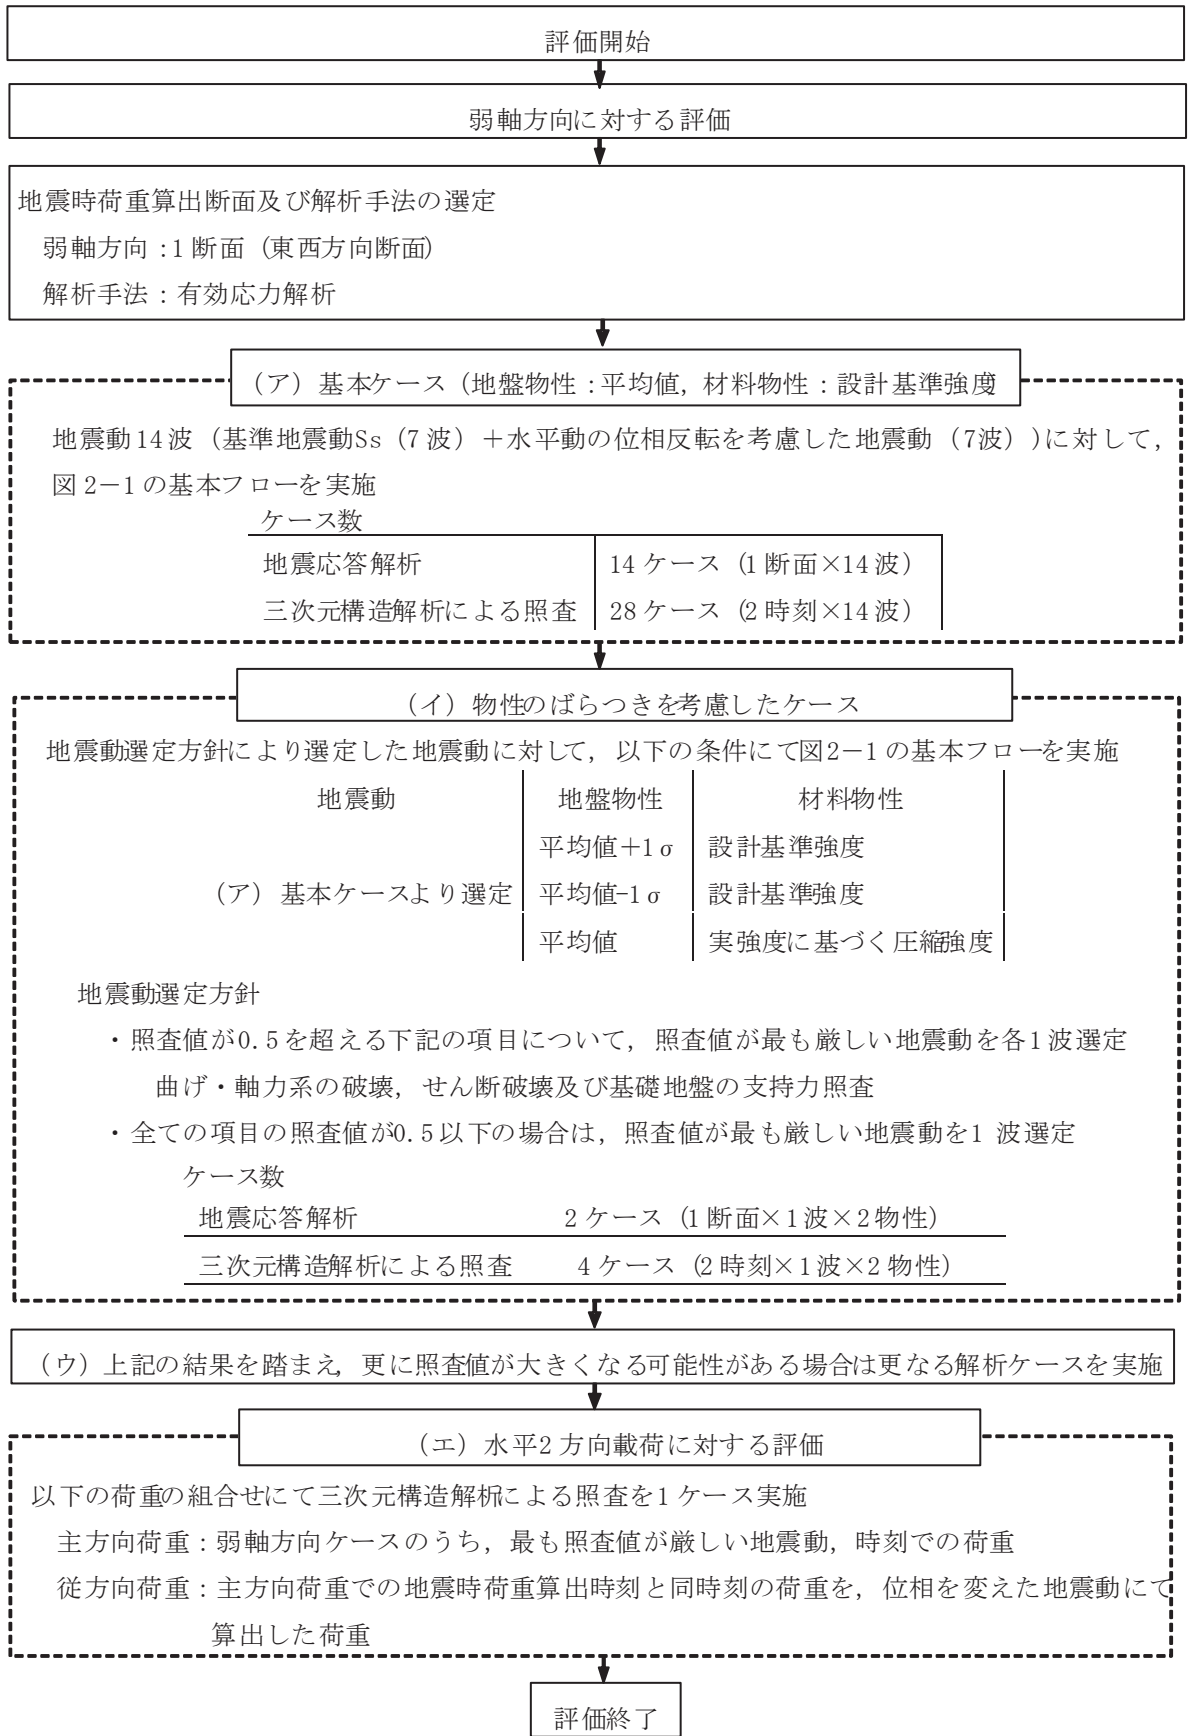 評価開始
弱軸方向に対する評価
地震時荷重算出断面及び解析手法の選定
弱軸方向：1断面（東西方向断面）
解析手法：有効応力解析
（ア）基本ケース（地盤物性：平均値，材料物性：設計基準強度
地震動14波（基準地震動Ss（7波）＋水平動の位相反転を考慮した地震動（7波））に対して，
図2－1の基本フローを実施
ケース数
地震応答解析 14ケース（1断面×14波）
三次元構造解析による照査 28ケース（2時刻×14波）
（イ）物性のばらつきを考慮したケース
地震動選定方針により選定した地震動に対して，以下の条件にて図2－1の基本フローを実施
地震動 地盤物性 材料物性
平均値＋1σ 設計基準強度
（ア）基本ケースより選定 平均値-1σ 設計基準強度
平均値 実強度に基づく圧縮強度
地震動選定方針
・照査値が0.5を超える下記の項目について，照査値が最も厳しい地震動を各1波選定
曲げ・軸力系の破壊，せん断破壊及び基礎地盤の支持力照査
・全ての項目の照査値が0.5以下の場合は，照査値が最も厳しい地震動を1波選定
ケース数
地震応答解析 2ケース（1断面×1波×2物性）
三次元構造解析による照査 4ケース（2時刻×1波×2物性）
（ウ）上記の結果を踏まえ，更に照査値が大きくなる可能性がある場合は更なる解析ケースを実施
（エ）水平2方向載荷に対する評価
以下の荷重の組合せにて三次元構造解析による照査を1ケース実施
主方向荷重：弱軸方向ケースのうち，最も照査値が厳しい地震動，時刻での荷重
従方向荷重：主方向荷重での地震時荷重算出時刻と同時刻の荷重を，位相を変えた地震動にて
算出した荷重
評価終了